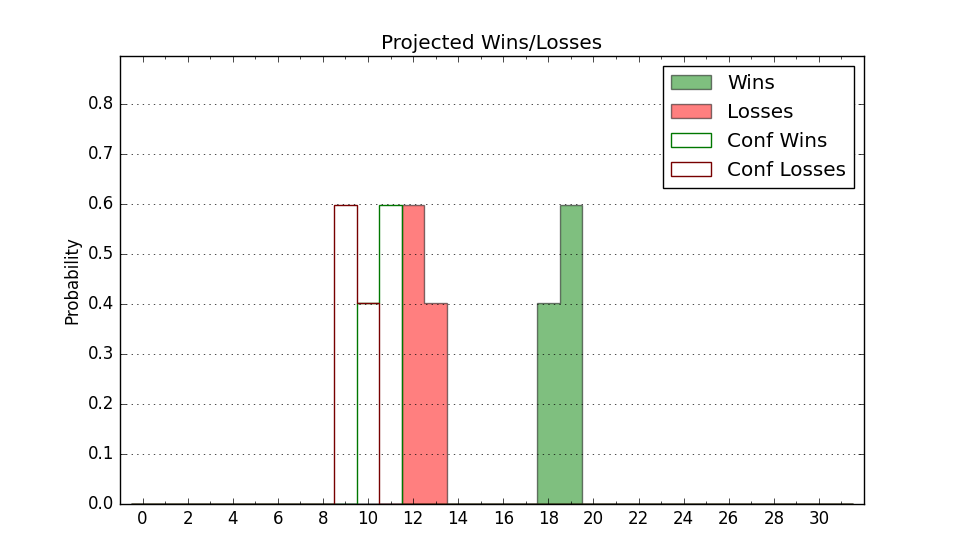 Projected Wins/Losses
Wins
Losses
Conf Wins
Conf Losses
Probability
0.8
0.7
0.6
0.5
0.4
0.3
0.2
0.1
0.0
0 2 4 6 8 10 12 14 16 18 20 22 24 26 28 30